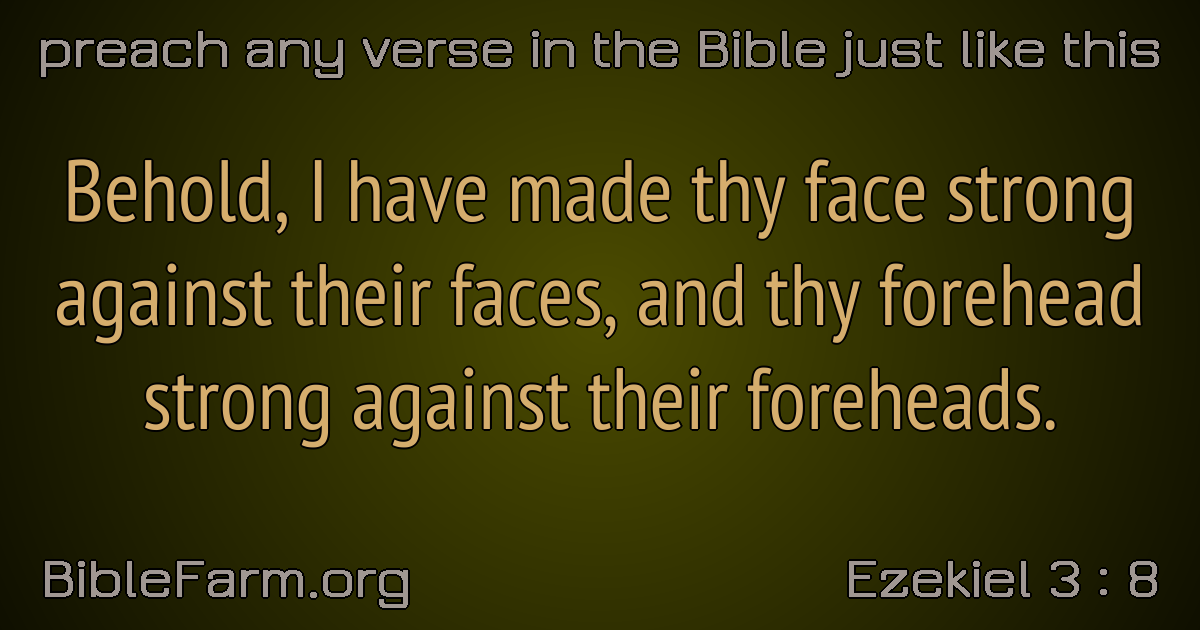 preach any verse in the Bible just like this
Behold, I have made thy face strong
against their faces, and thy forehead
strong against their foreheads.
BibleFarm.org
Ezekiel 3 : 8